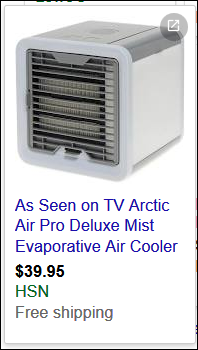 As Seen on TV Arctic
Air Pro Deluxe Mist
Evaporative Air Cooler
$39.95
HSN
Free shipping